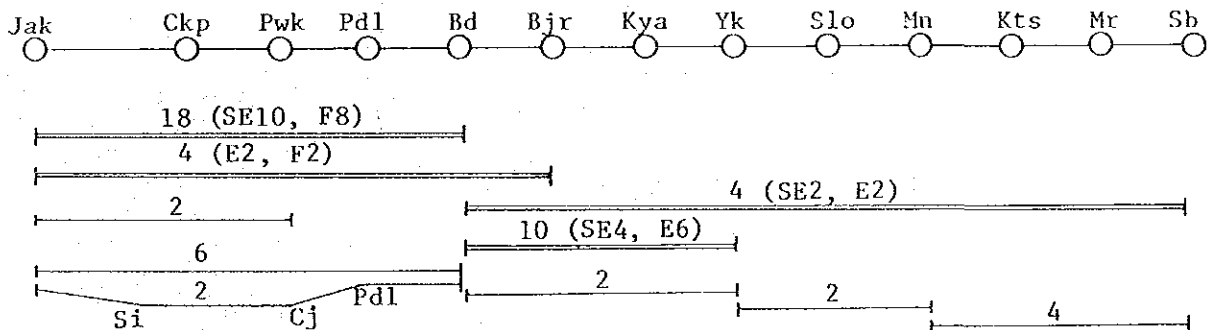 Jak Ckp Pwk Pdl Bd Bjr Kya Yk Slo Mn Kts Mr Sb
18 (SE10, F8)
4 (E2, F2)
2 4 (SE2, E2)
10 (SE4, E6)
6
2 2 2 4
Si Cj Pdl